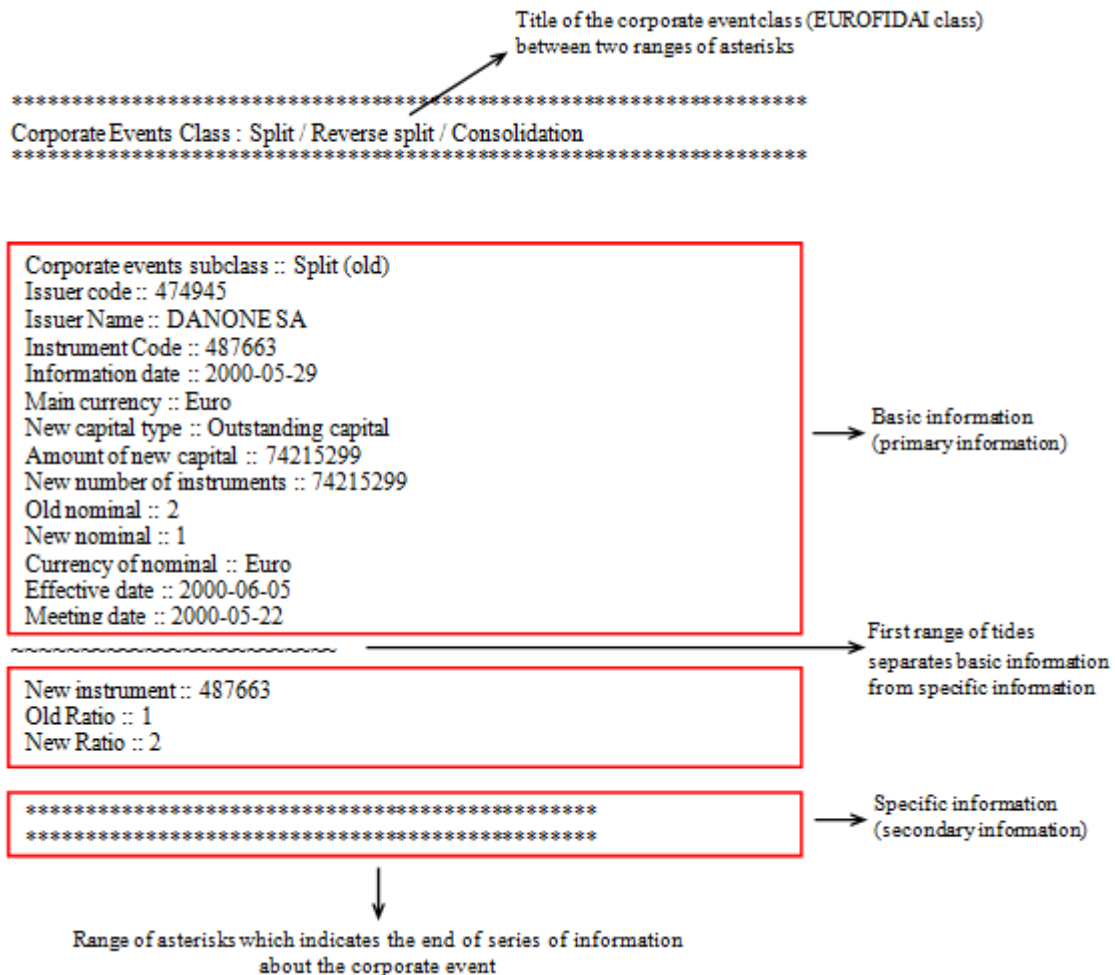 Title of the corporate event class (EUROFIDAI class)
between two ranges of asterisks
******************************************************************
Corporate Events Class : Split / Reverse split / Consolidation
******************************************************************
Corporate events subclass :: Split (old)
Issuer code :: 474945
Issuer Name :: DANONE SA
Instrument Code :: 487663
Information date :: 2000-05-29
Main currency :: Euro
New capital type :: Outstanding capital
Amount of new capital :: 74215299
New number of instruments :: 74215299
Old nominal :: 2
New nominal :: 1
Currency of nominal :: Euro
Effective date :: 2000-06-05
Meeting date :: 2000-05-22
Basic information
(primary information)
~~~~~~~~~~~~~~~~~~~~~~~~~~
First range of tides
separates basic information
from specific information
New instrument :: 487663
Old Ratio :: 1
New Ratio :: 2
************************************************
************************************************
Specific information
(secondary information)
Range of asterisks which indicates the end of series of information
about the corporate event